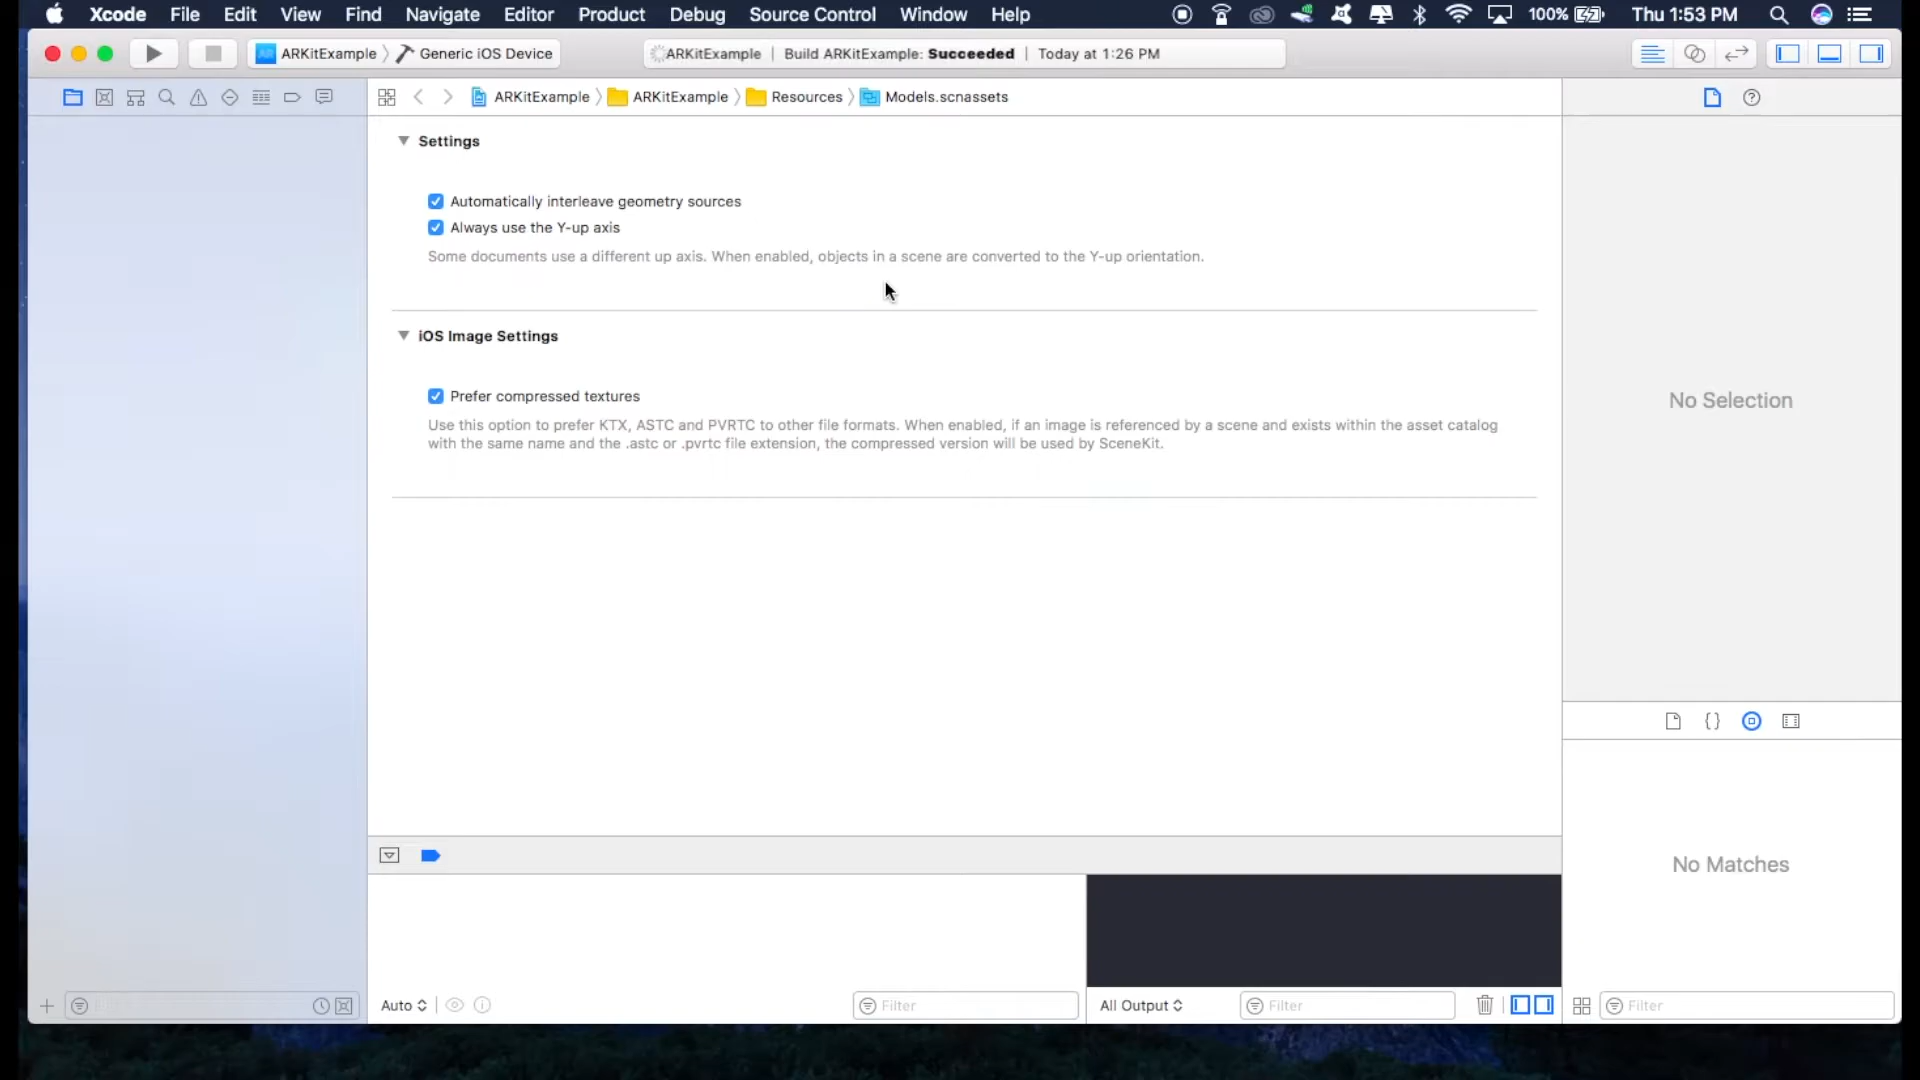 Xcode File Edit View Find Navigate Editor Product Debug Source Control Window Help 100% Thu 1:53 PM
ARKitExample Generic iOS Device ARKitExample | Build ARKitExample: Succeeded | Today at 1:26 PM
ARKitExample ARKitExample Resources Models.scnassets
Settings
Automatically interleave geometry sources
Always use the Y-up axis
Some documents use a different up axis. When enabled, objects in a scene are converted to the Y-up orientation.
iOS Image Settings
Prefer compressed textures
Use this option to prefer KTX, ASTC and PVRTC to other file formats. When enabled, if an image is referenced by a scene and exists within the asset catalog
with the same name and the .astc or .pvrtc file extension, the compressed version will be used by SceneKit.
No Selection
No Matches
Auto Filter All Output Filter Filter